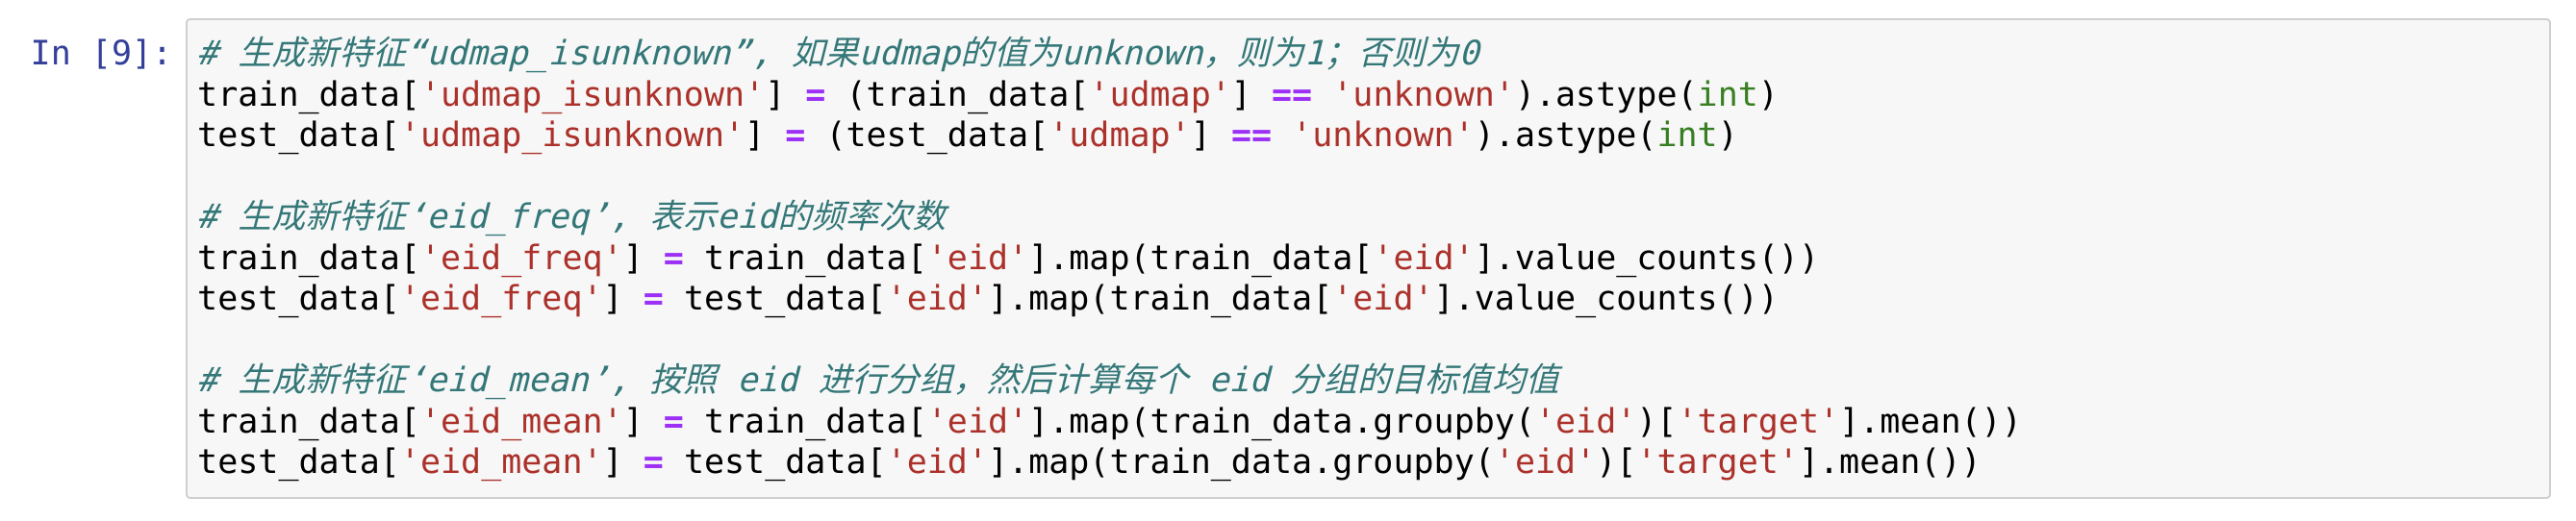 In [9]:
# 生成新特征“udmap_isunknown”, 如果udmap的值为unknown，则为1；否则为0
train_data['udmap_isunknown'] = (train_data['udmap'] == 'unknown').astype(int)
test_data['udmap_isunknown'] = (test_data['udmap'] == 'unknown').astype(int)
# 生成新特征‘eid_freq’, 表示eid的频率次数
train_data['eid_freq'] = train_data['eid'].map(train_data['eid'].value_counts())
test_data['eid_freq'] = test_data['eid'].map(train_data['eid'].value_counts())
# 生成新特征‘eid_mean’, 按照 eid 进行分组，然后计算每个 eid 分组的目标值均值
train_data['eid_mean'] = train_data['eid'].map(train_data.groupby('eid')['target'].mean())
test_data['eid_mean'] = test_data['eid'].map(train_data.groupby('eid')['target'].mean())